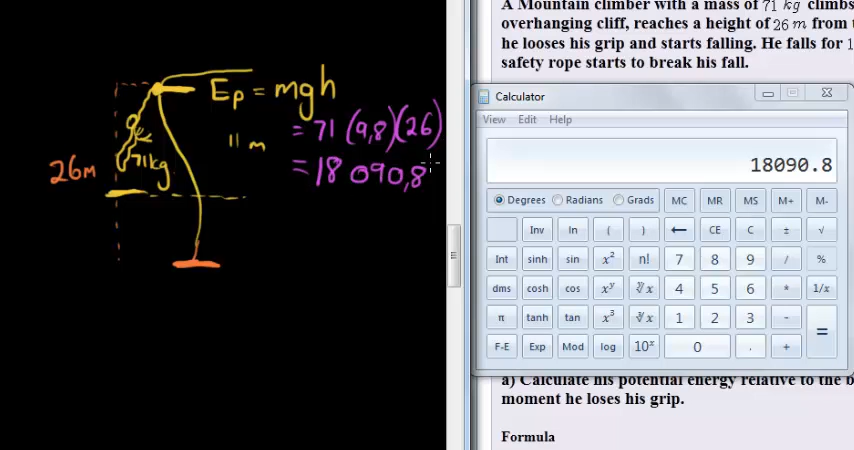 Ep = mgh
= 71 (9,8)(26)
= 18 090,8
11 m
26m
71kg
A Mountain climber with a mass of 71 kg climbs
overhanging cliff, reaches a height of 26 m from
he looses his grip and starts falling. He falls for 1
safety rope starts to break his fall.
Calculator
View Edit Help
18090.8
Degrees Radians Grads MC MR MS M+ M-
Inv ln ( ) ← CE C ± √
Int sinh sin x² n! 7 8 9 / %
dms cosh cos xʸ ʸ√x 4 5 6 * 1/x
π tanh tan x³ ³√x 1 2 3 - =
F-E Exp Mod log 10ˣ 0 . +
a) Calculate his potential energy relative to the b
moment he loses his grip.
Formula